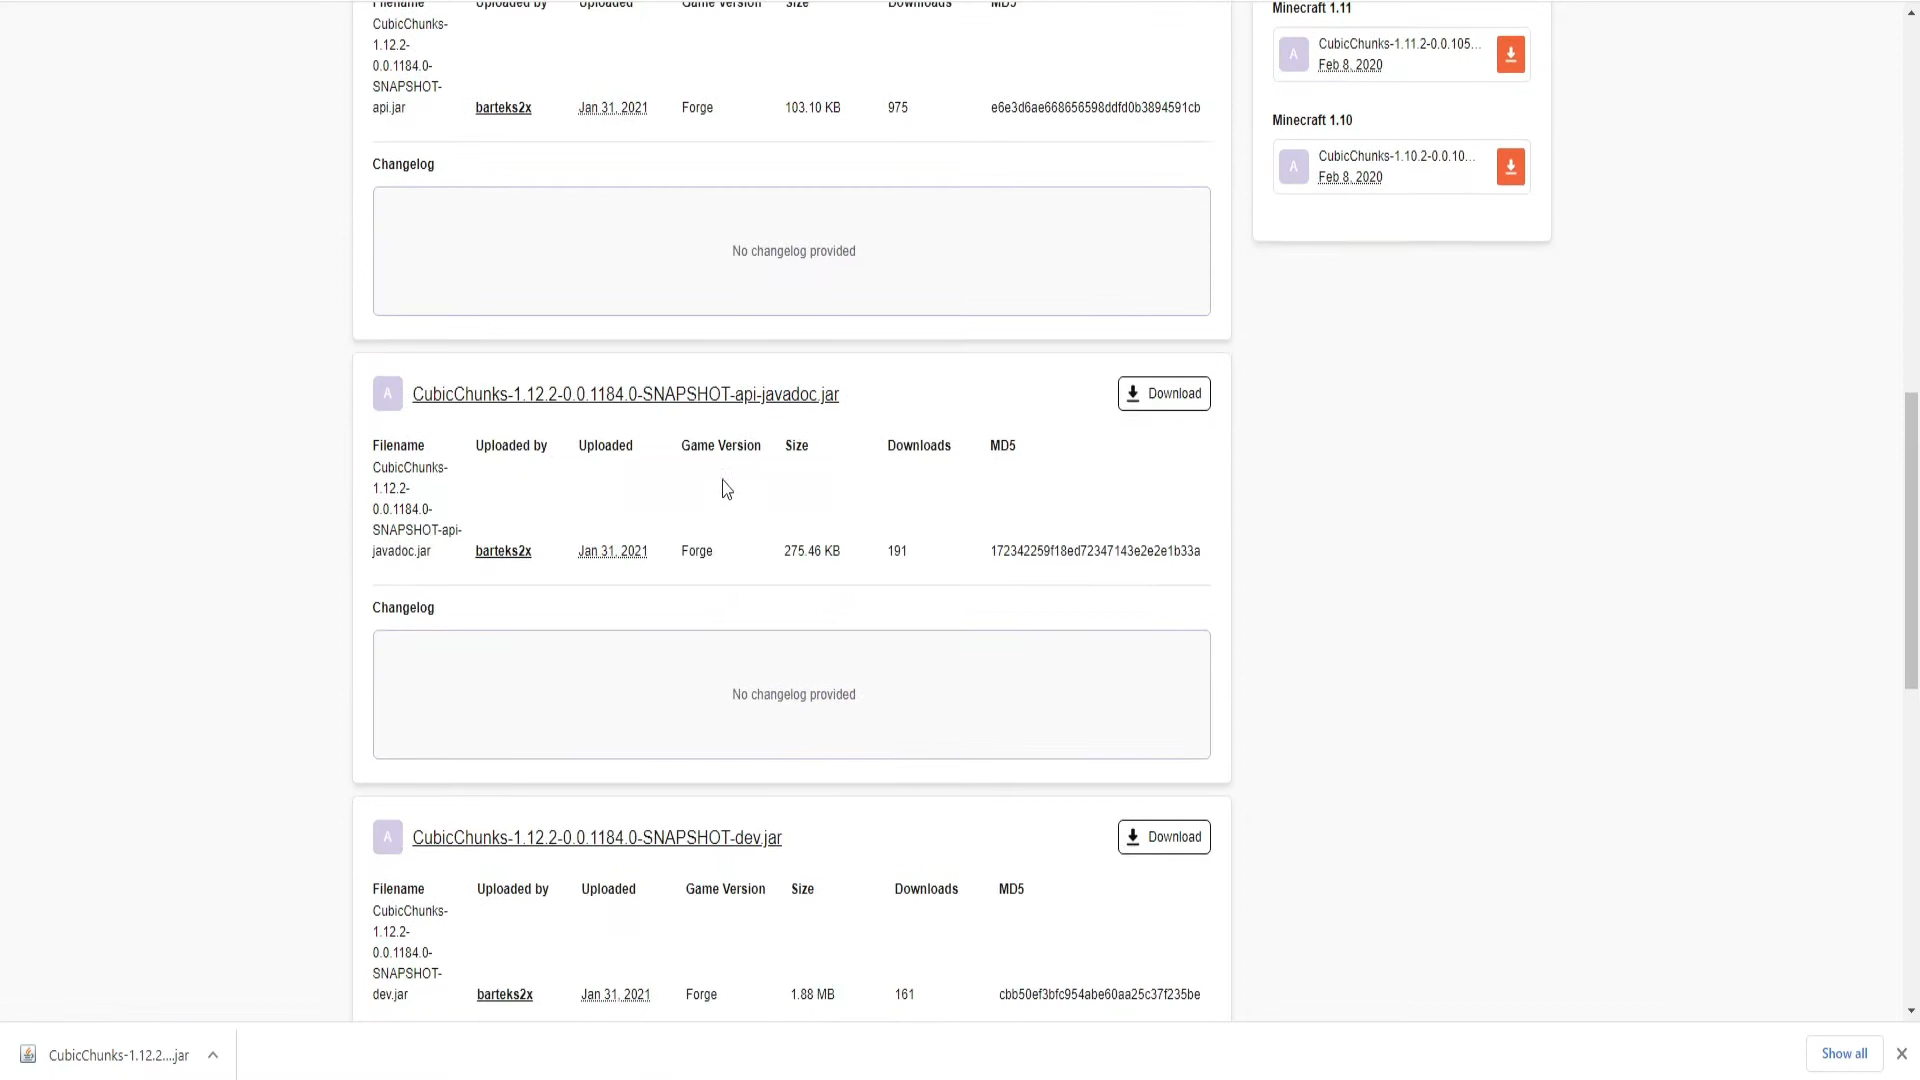 Filename Uploaded by Uploaded Game Version Size Downloads MD5
CubicChunks-
1.12.2-
0.0.1184.0-
SNAPSHOT-
api.jar barteks2x Jan 31, 2021 Forge 103.10 KB 975 e6e3d6ae668656598ddfd0b3894591cb
Changelog
No changelog provided
A CubicChunks-1.12.2-0.0.1184.0-SNAPSHOT-api-javadoc.jar Download
Filename Uploaded by Uploaded Game Version Size Downloads MD5
CubicChunks-
1.12.2-
0.0.1184.0-
SNAPSHOT-api-
javadoc.jar barteks2x Jan 31, 2021 Forge 275.46 KB 191 172342259f18ed72347143e2e2e1b33a
Changelog
No changelog provided
A CubicChunks-1.12.2-0.0.1184.0-SNAPSHOT-dev.jar Download
Filename Uploaded by Uploaded Game Version Size Downloads MD5
CubicChunks-
1.12.2-
0.0.1184.0-
SNAPSHOT-
dev.jar barteks2x Jan 31, 2021 Forge 1.88 MB 161 cbb50ef3bfc954abe60aa25c37f235be
Minecraft 1.11
A CubicChunks-1.11.2-0.0.105...
Feb 8, 2020
Minecraft 1.10
A CubicChunks-1.10.2-0.0.10...
Feb 8, 2020
CubicChunks-1.12.2....jar Show all